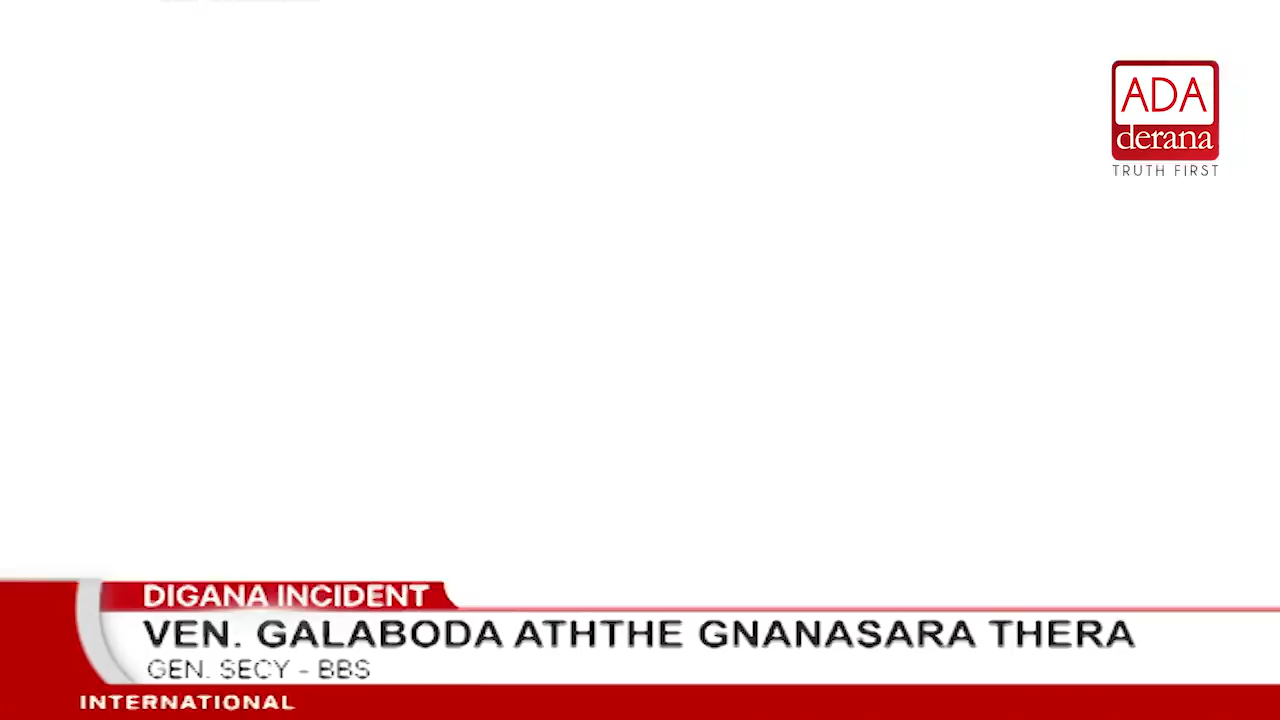 ADA
derana
TRUTH FIRST
DIGANA INCIDENT
VEN. GALABODA ATHTHE GNANASARA THERA
GEN. SECY - BBS
INTERNATIONAL